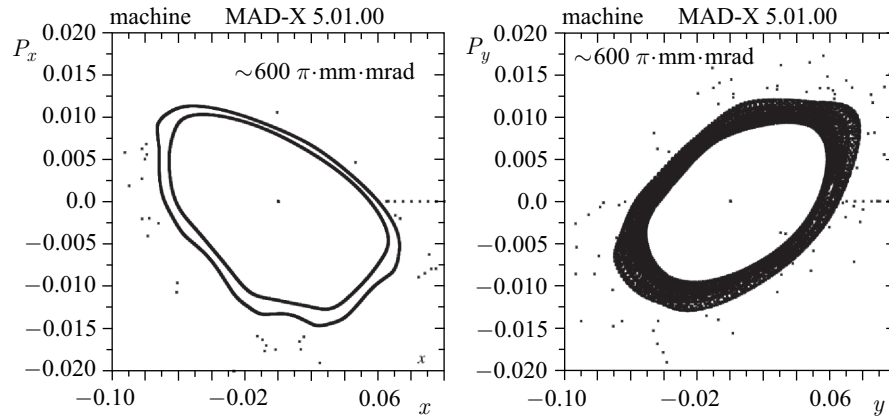 machine MAD-X 5.01.00
Pₓ
0.020
~600 π·mm·mrad
0.015
0.010
0.005
0.0
−0.005
−0.010
−0.015
−0.020
x
−0.10 −0.02 0.06 x
machine MAD-X 5.01.00
P_y
0.020
~600 π·mm·mrad
0.015
0.010
0.005
0.0
−0.005
−0.010
−0.015
−0.020
−0.10 −0.02 0.06 y